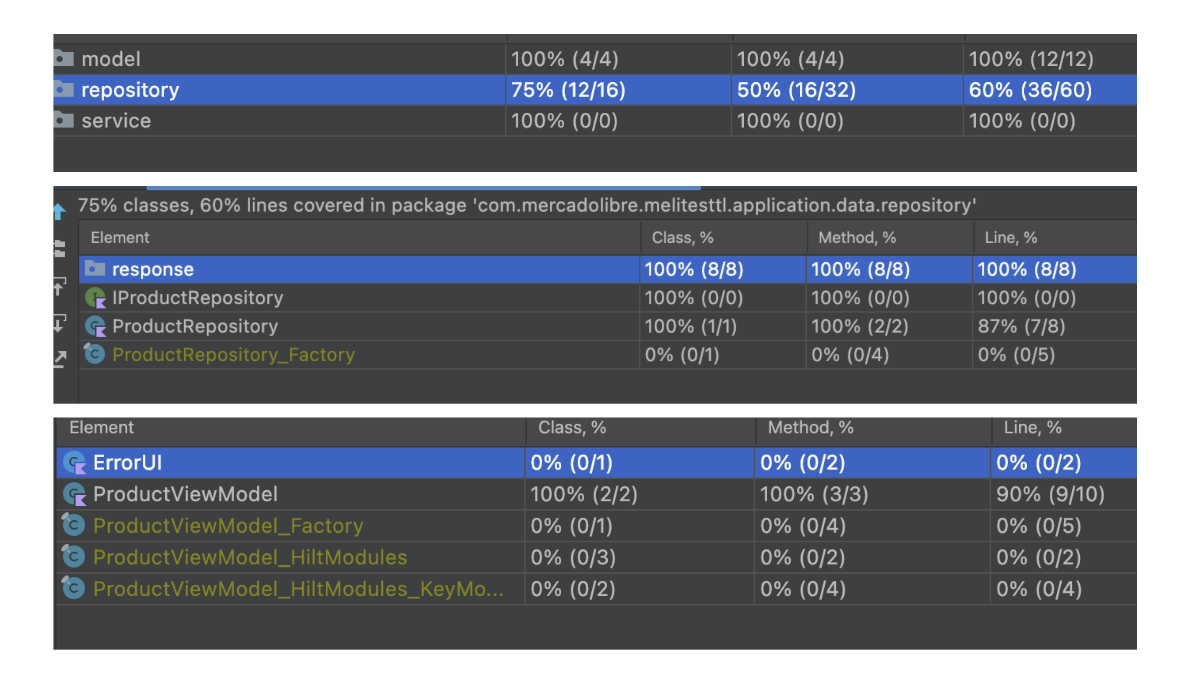 model 100% (4/4) 100% (4/4) 100% (12/12)
repository 75% (12/16) 50% (16/32) 60% (36/60)
service 100% (0/0) 100% (0/0) 100% (0/0)
75% classes, 60% lines covered in package 'com.mercadolibre.melitesttl.application.data.repository'
Element Class, % Method, % Line, %
response 100% (8/8) 100% (8/8) 100% (8/8)
IProductRepository 100% (0/0) 100% (0/0) 100% (0/0)
ProductRepository 100% (1/1) 100% (2/2) 87% (7/8)
ProductRepository_Factory 0% (0/1) 0% (0/4) 0% (0/5)
Element Class, % Method, % Line, %
ErrorUI 0% (0/1) 0% (0/2) 0% (0/2)
ProductViewModel 100% (2/2) 100% (3/3) 90% (9/10)
ProductViewModel_Factory 0% (0/1) 0% (0/4) 0% (0/5)
ProductViewModel_HiltModules 0% (0/3) 0% (0/2) 0% (0/2)
ProductViewModel_HiltModules_KeyMo... 0% (0/2) 0% (0/4) 0% (0/4)